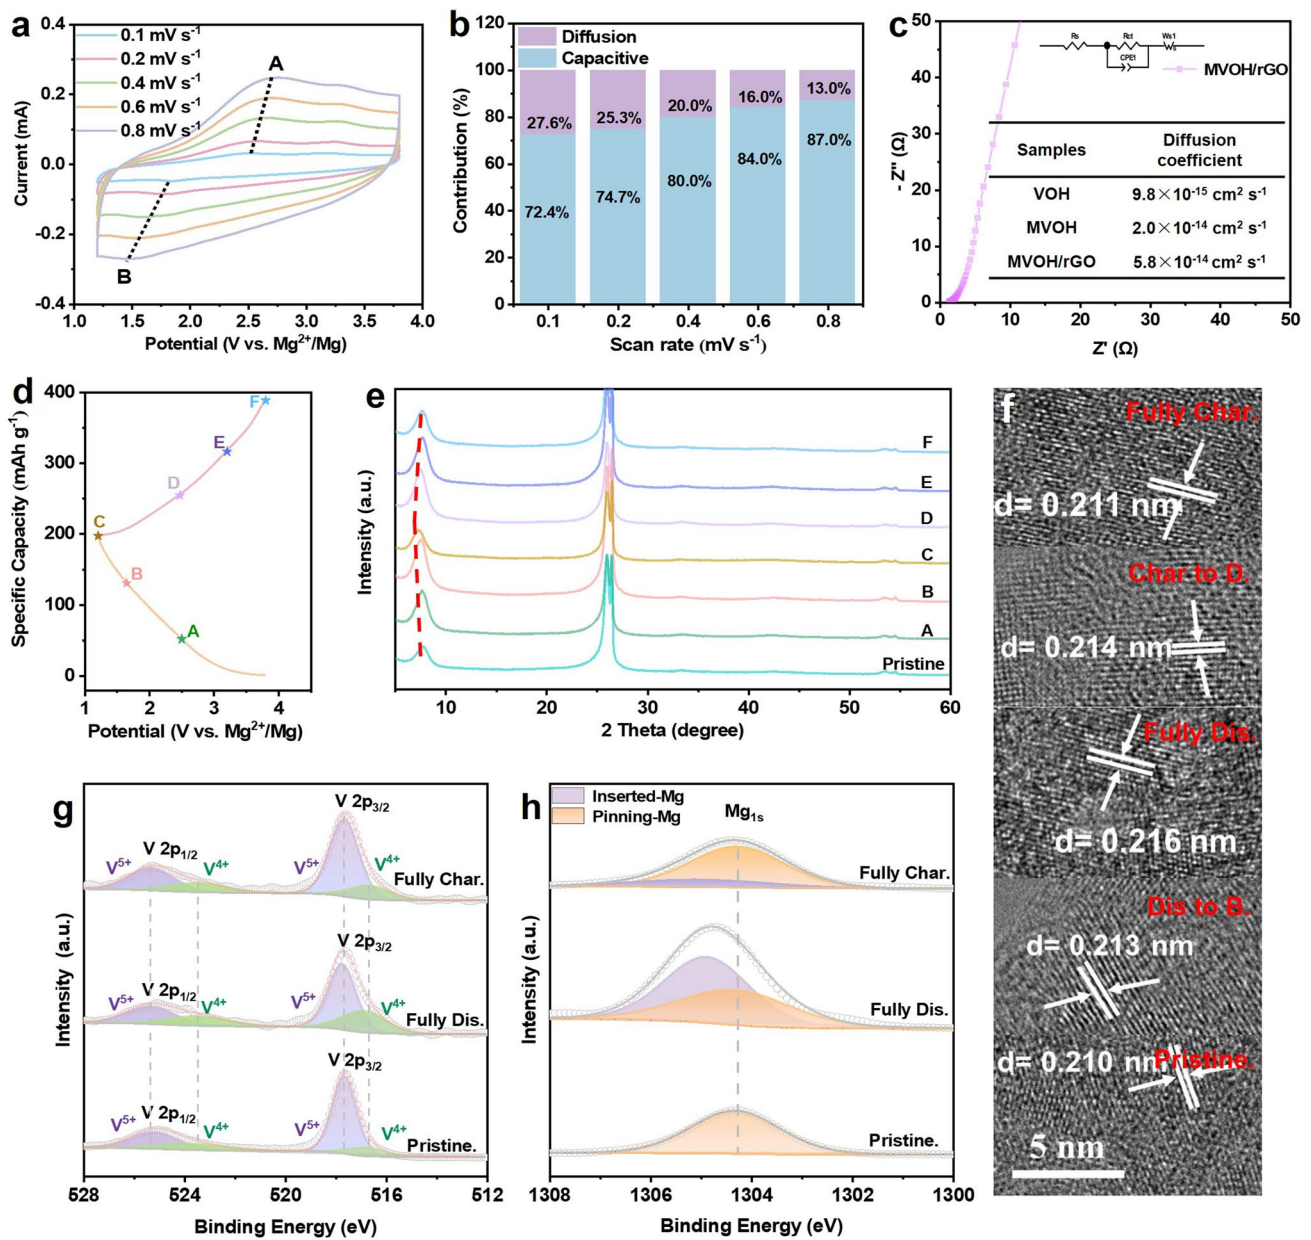 a
0.1 mV s⁻¹
0.2 mV s⁻¹
0.4 mV s⁻¹
0.6 mV s⁻¹
0.8 mV s⁻¹
A
B
0.4
0.2
0.0
-0.2
-0.4
Current (mA)
1.0 1.5 2.0 2.5 3.0 3.5 4.0
Potential (V vs. Mg²⁺/Mg)
b
Diffusion
Capacitive
120
100
80
60
40
20
0
Contribution (%)
27.6% 25.3% 20.0% 16.0% 13.0%
72.4% 74.7% 80.0% 84.0% 87.0%
0.1 0.2 0.4 0.6 0.8
Scan rate (mV s⁻¹)
c
Rs Rct Ws1
CPE1
MVOH/rGO
50
40
30
20
10
0
- Z'' (Ω)
Samples Diffusion coefficient
VOH 9.8×10⁻¹⁵ cm² s⁻¹
MVOH 2.0×10⁻¹⁴ cm² s⁻¹
MVOH/rGO 5.8×10⁻¹⁴ cm² s⁻¹
0 10 20 30 40 50
Z' (Ω)
d
400
300
200
100
0
Specific Capacity (mAh g⁻¹)
F
E
D
C
B
A
1 2 3 4
Potential (V vs. Mg²⁺/Mg)
e
Intensity (a.u.)
F
E
D
C
B
A
Pristine
10 20 30 40 50 60
2 Theta (degree)
f
Fully Char.
d= 0.211 nm
Char to D.
d= 0.214 nm
Fully Dis.
d= 0.216 nm
Dis to B.
d= 0.213 nm
d= 0.210 nm
Pristine.
5 nm
g
Intensity (a.u.)
V 2p3/2
V 2p1/2
V⁵⁺ V⁴⁺ V⁵⁺ V⁴⁺
Fully Char.
V 2p3/2
V 2p1/2
V⁵⁺ V⁴⁺ V⁵⁺ V⁴⁺
Fully Dis.
V 2p3/2
V 2p1/2
V⁵⁺ V⁴⁺ V⁵⁺ V⁴⁺
Pristine.
528 524 520 516 512
Binding Energy (eV)
h
Inserted-Mg
Pinning-Mg
Mg1s
Intensity (a.u.)
Fully Char.
Fully Dis.
Pristine.
1308 1306 1304 1302 1300
Binding Energy (eV)